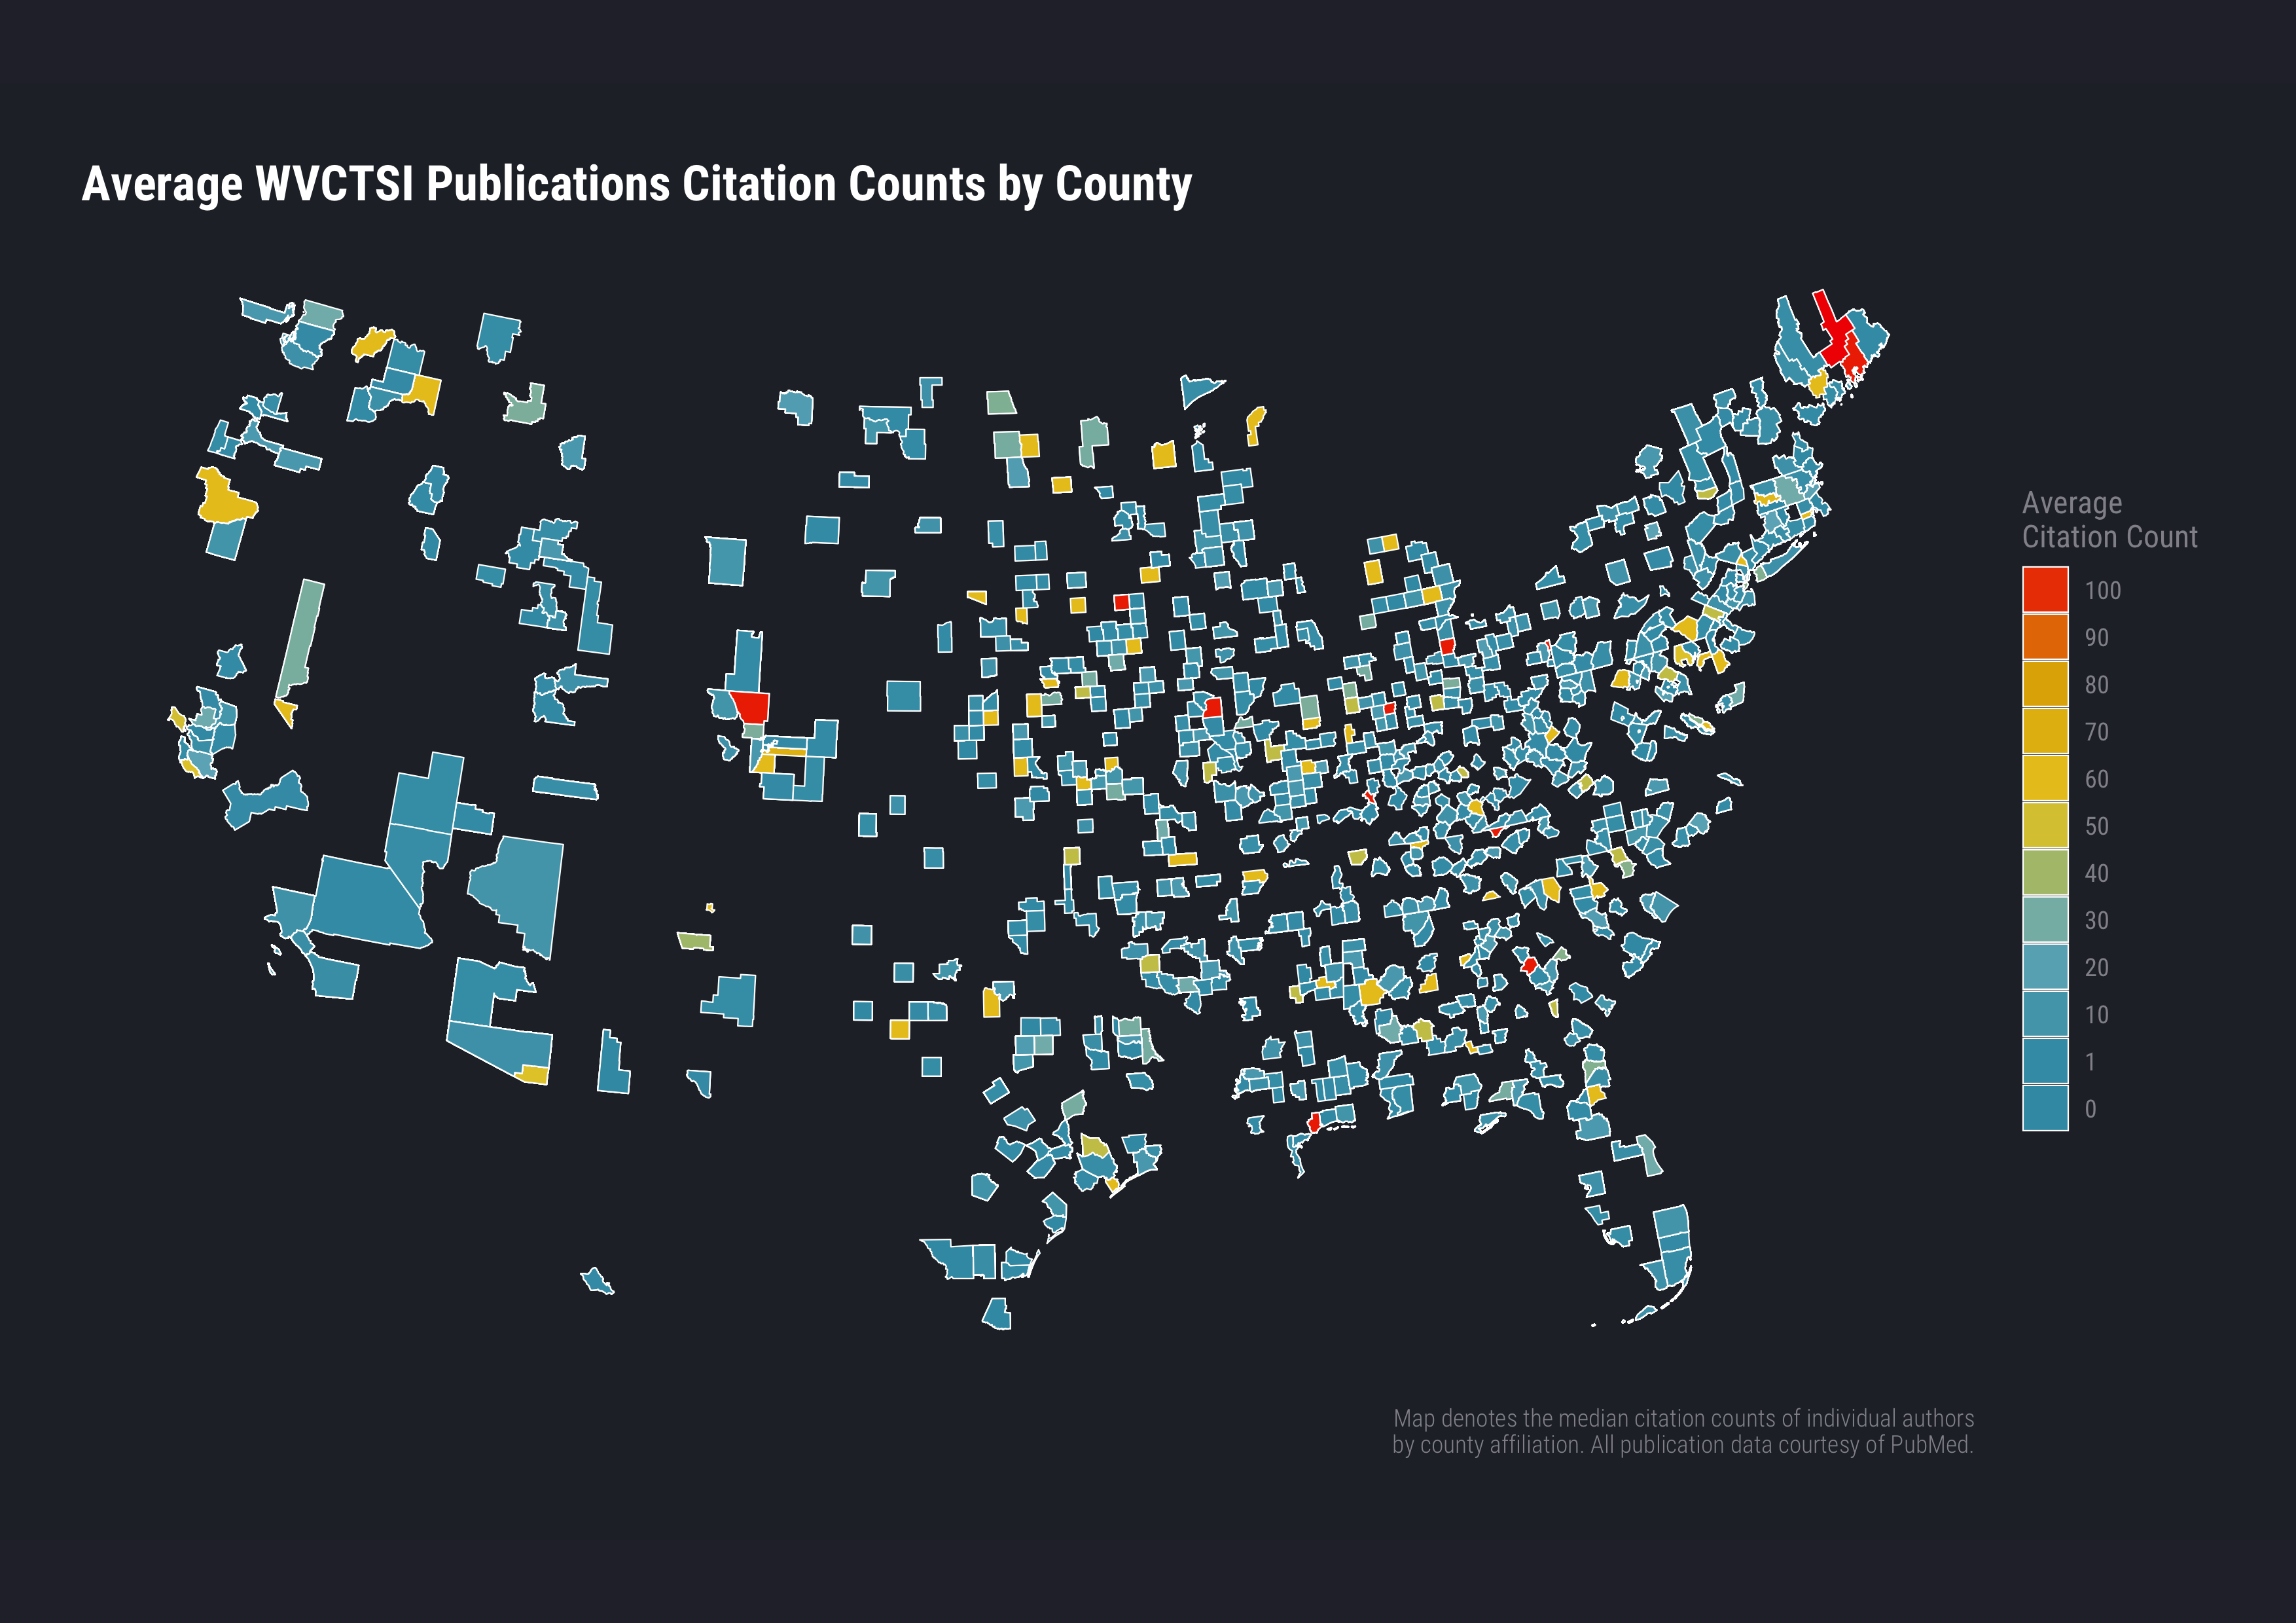 Average WVCTSI Publications Citation Counts by County
Average
Citation Count
100
90
80
70
60
50
40
30
20
10
1
0
Map denotes the median citation counts of individual authors
by county affiliation. All publication data courtesy of PubMed.